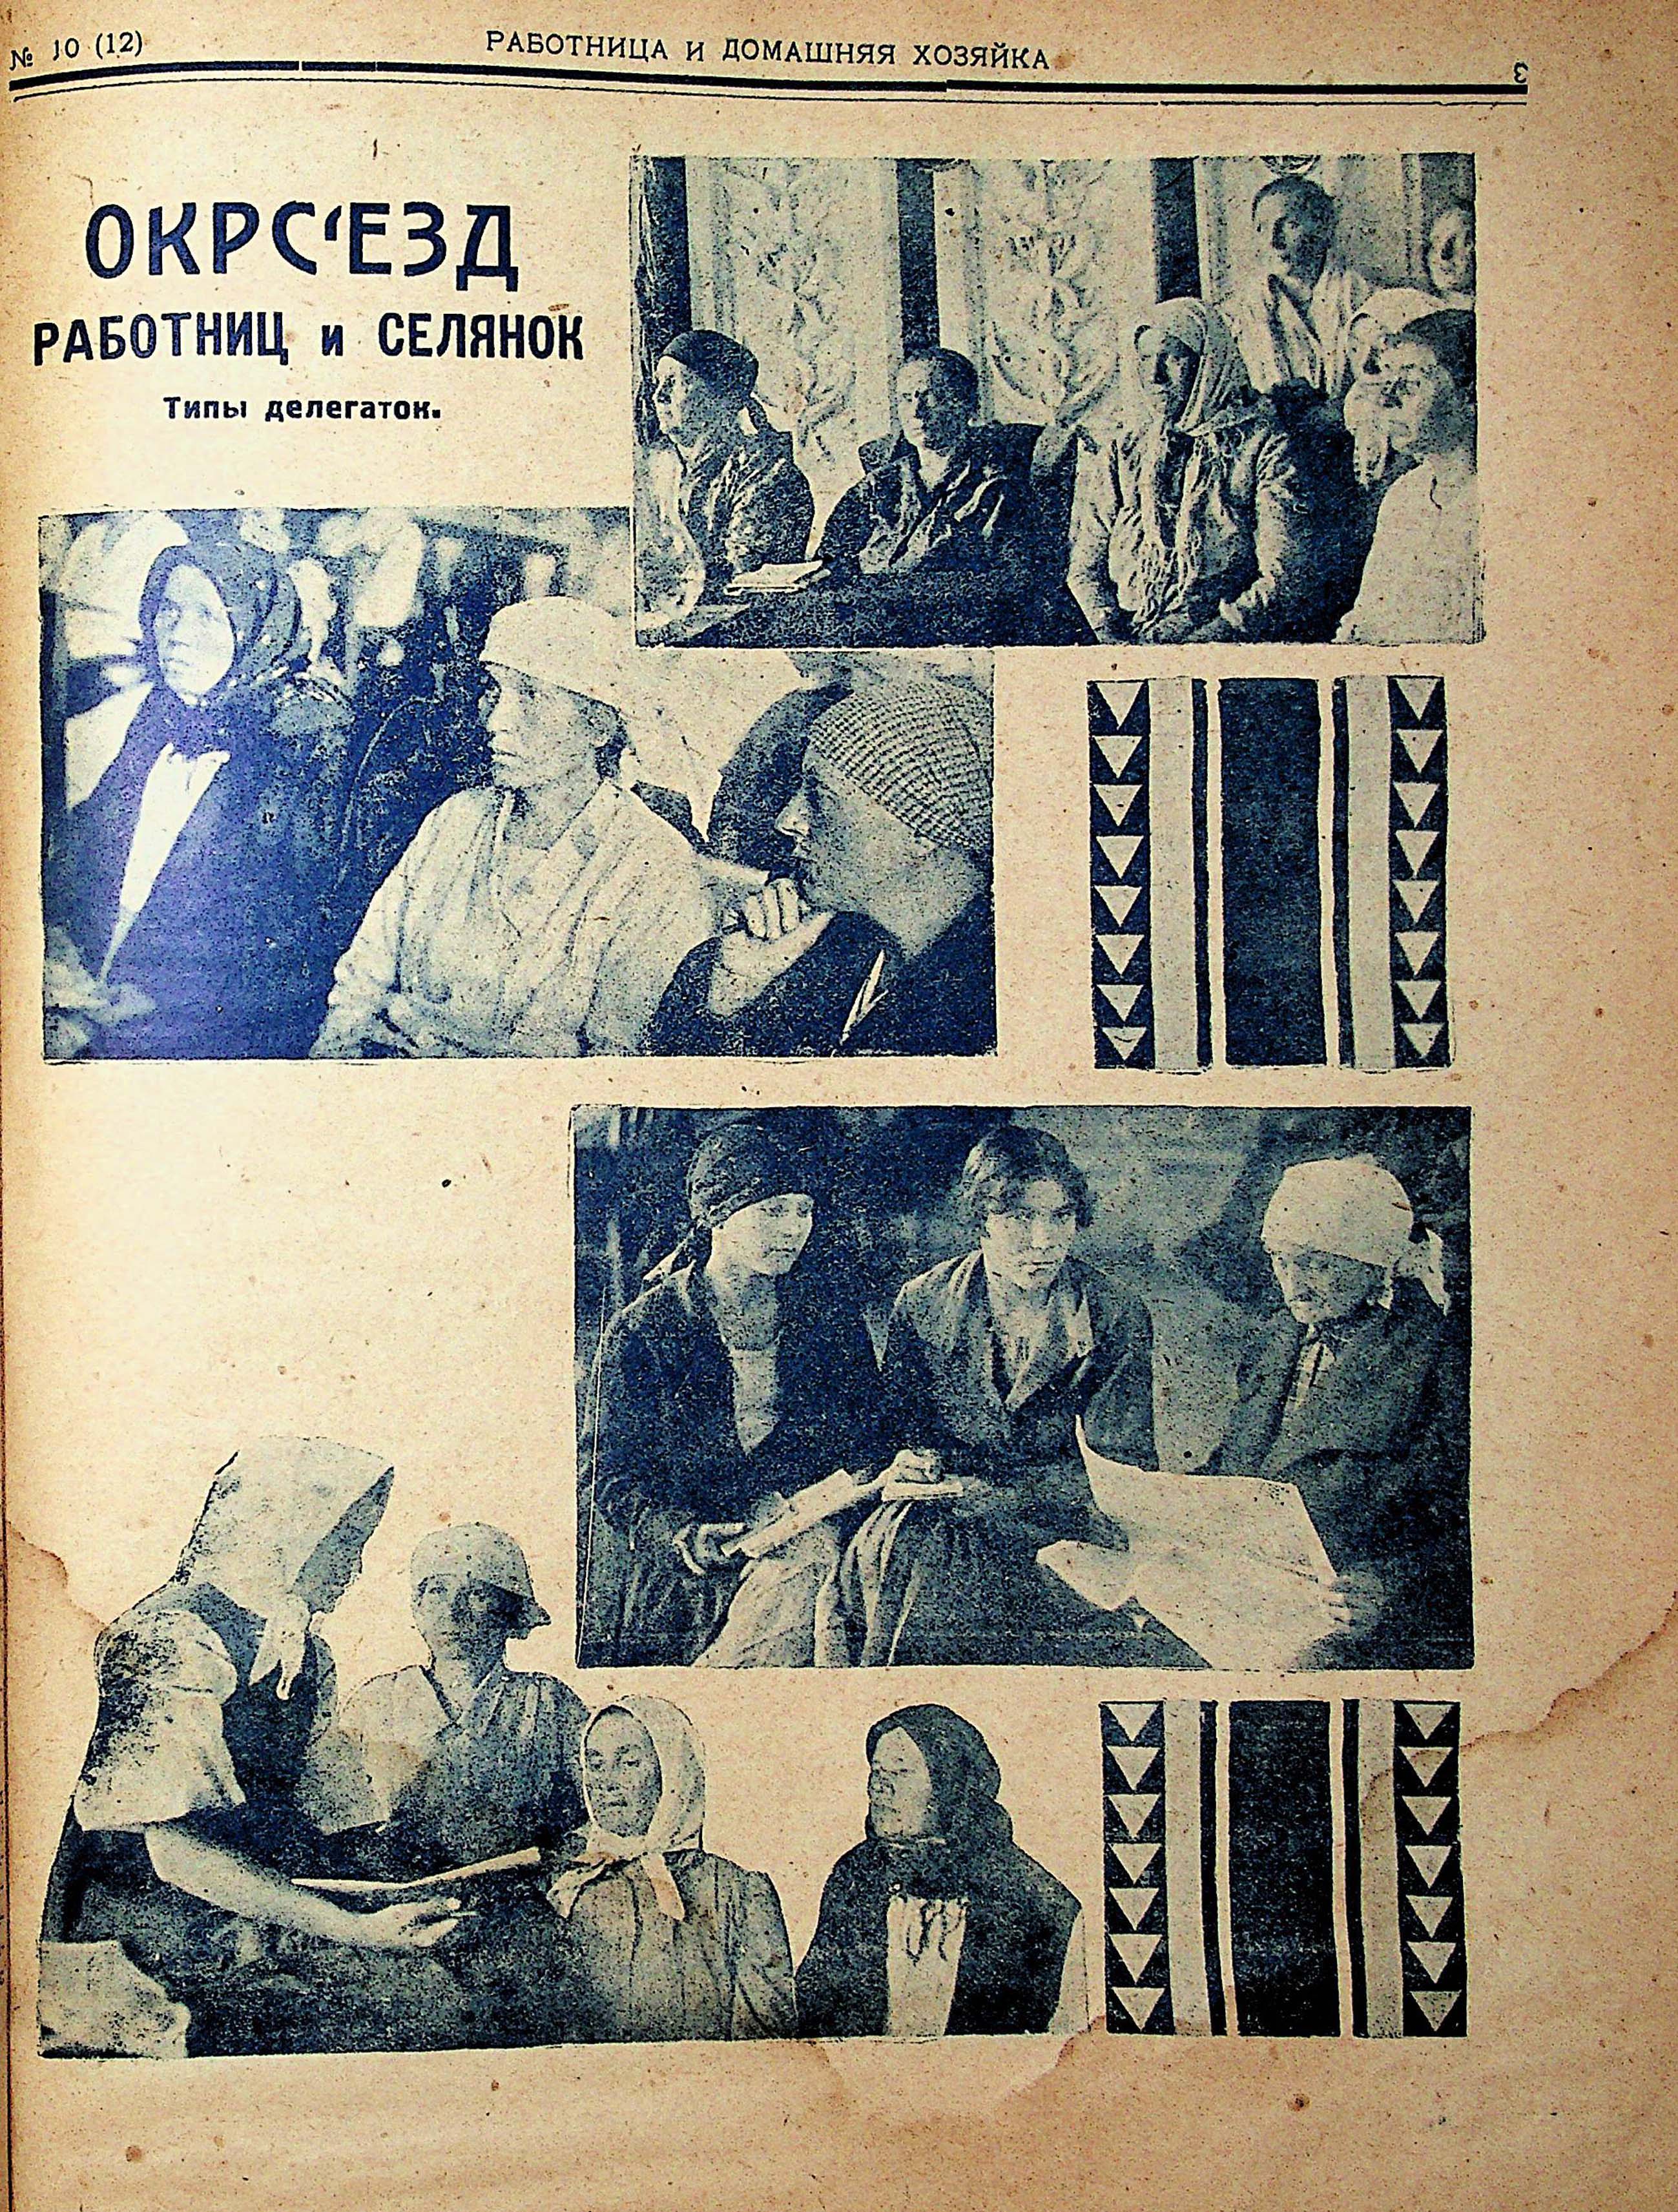 № 10 (12) РАБОТНИЦА И ДОМАШНЯЯ ХОЗЯЙКА 3
ОКРС‘ЕЗД
РАБОТНИЦ и СЕЛЯНОК
Типы делегаток.